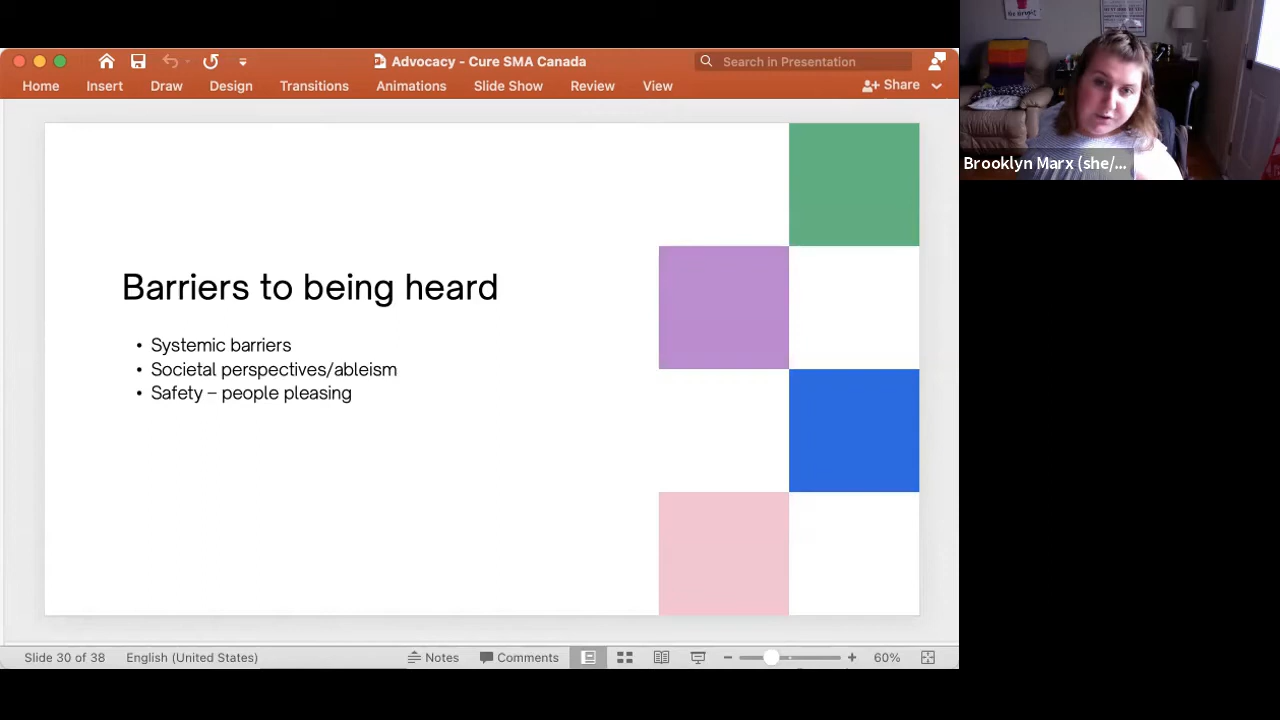 Advocacy - Cure SMA Canada
Search in Presentation
Home Insert Draw Design Transitions Animations Slide Show Review View Share
Barriers to being heard
• Systemic barriers
• Societal perspectives/ableism
• Safety – people pleasing
Slide 30 of 38 English (United States) Notes Comments 60%
Brooklyn Marx (she/...